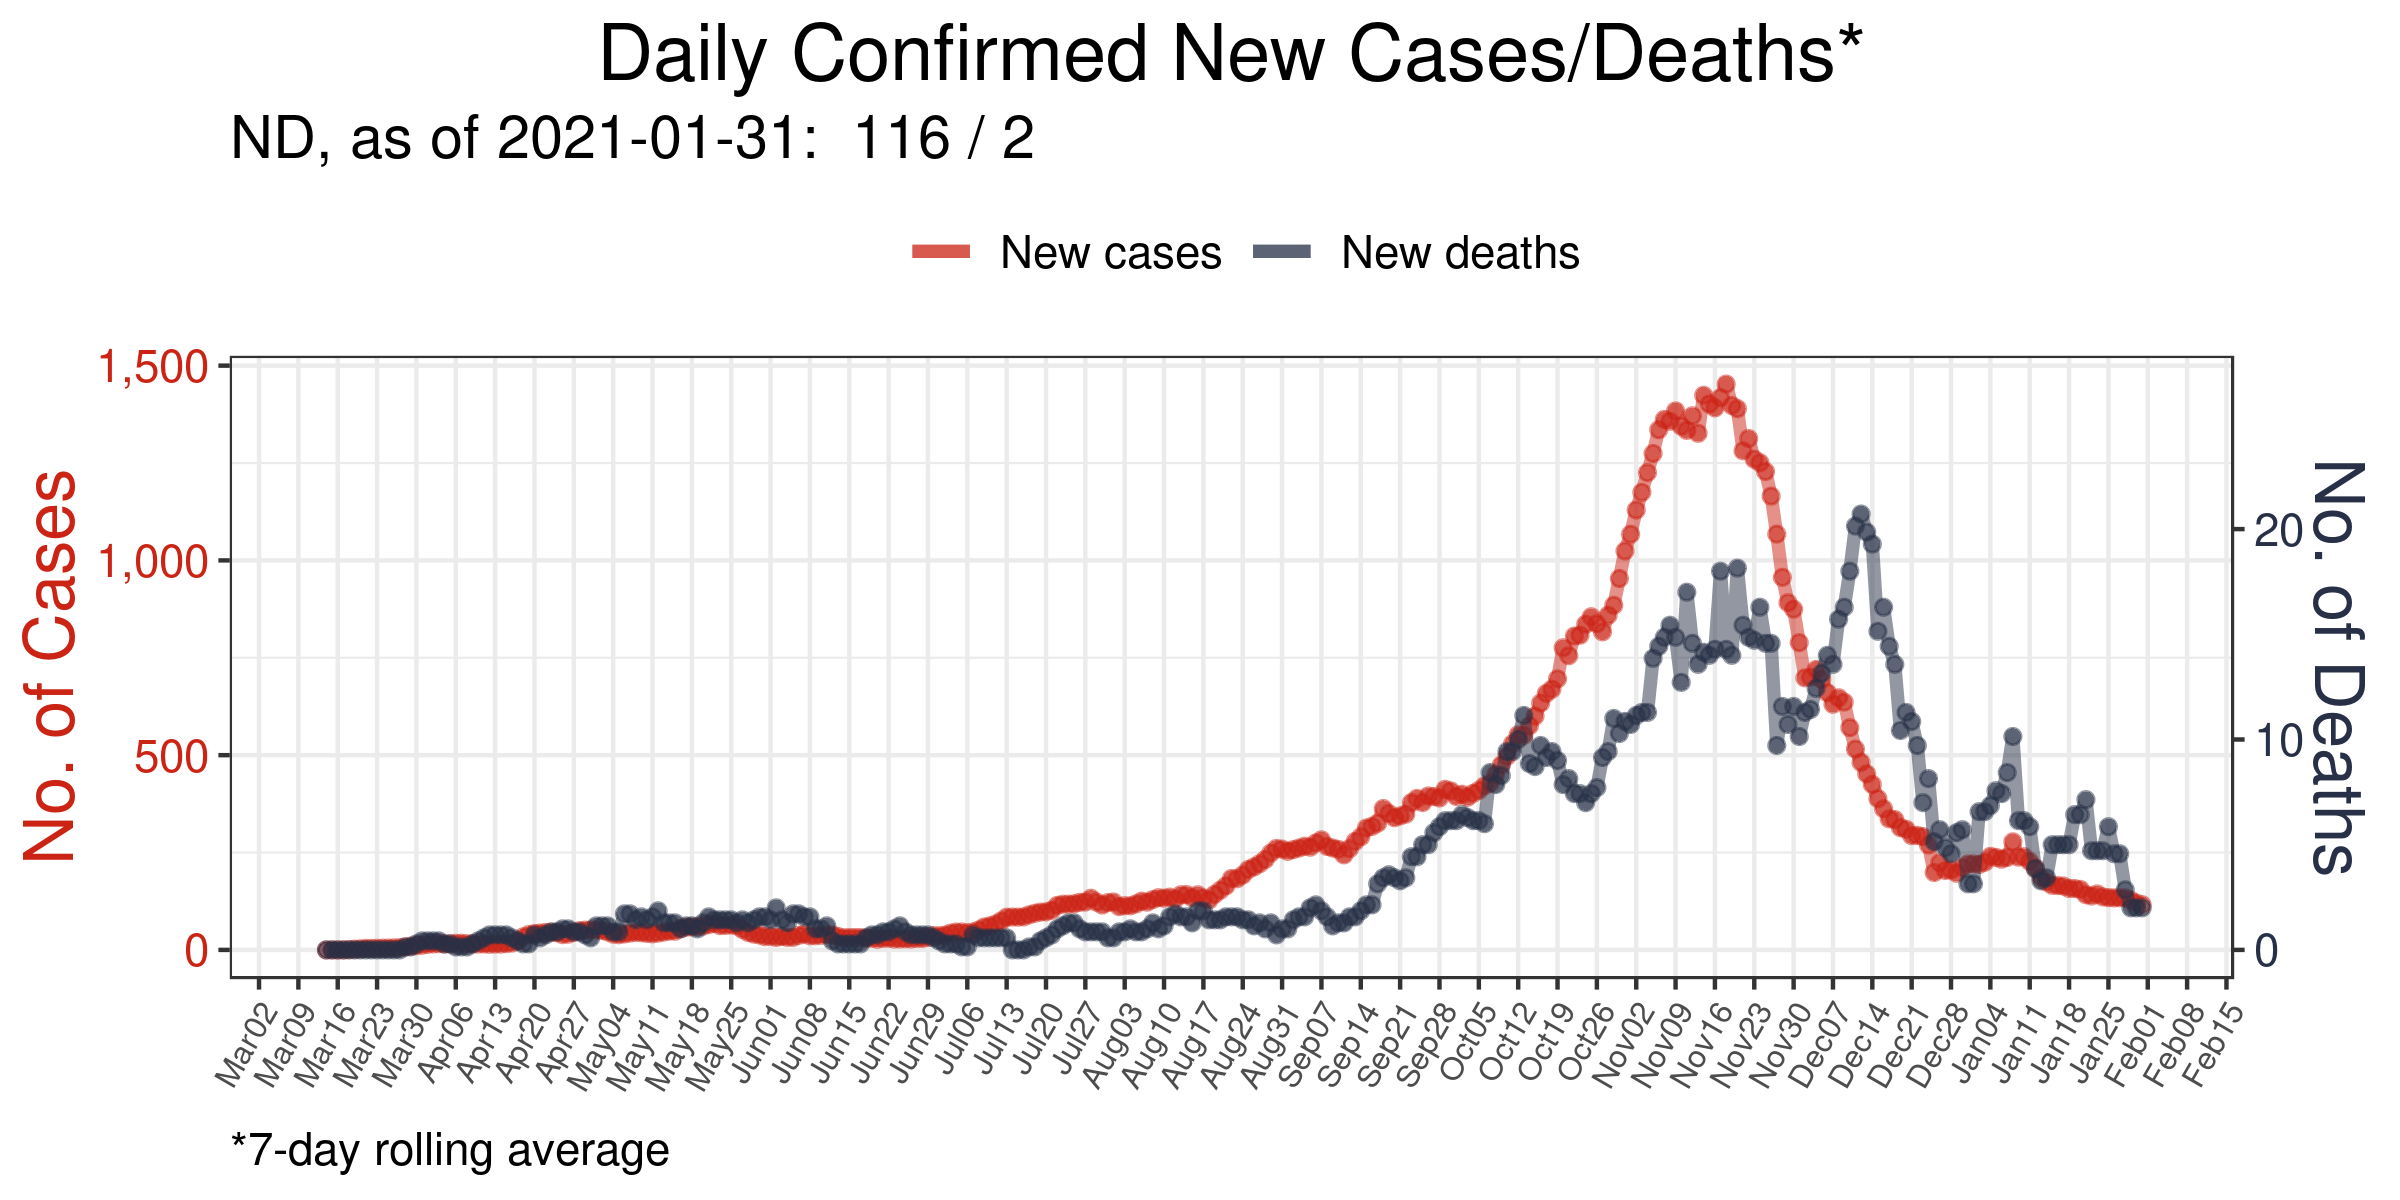 Daily Confirmed New Cases/Deaths*
ND, as of 2021-01-31:  116 / 2
New cases New deaths
No. of Cases
1,500
1,000
500
0
20
10
0
No. of Deaths
Mar02 Mar09 Mar16 Mar23 Mar30 Apr06 Apr13 Apr20 Apr27 May04 May11 May18 May25 Jun01 Jun08 Jun15 Jun22 Jun29 Jul06 Jul13 Jul20 Jul27 Aug03 Aug10 Aug17 Aug24 Aug31 Sep07 Sep14 Sep21 Sep28 Oct05 Oct12 Oct19 Oct26 Nov02 Nov09 Nov16 Nov23 Nov30 Dec07 Dec14 Dec21 Dec28 Jan04 Jan11 Jan18 Jan25 Feb01 Feb08 Feb15
*7-day rolling average